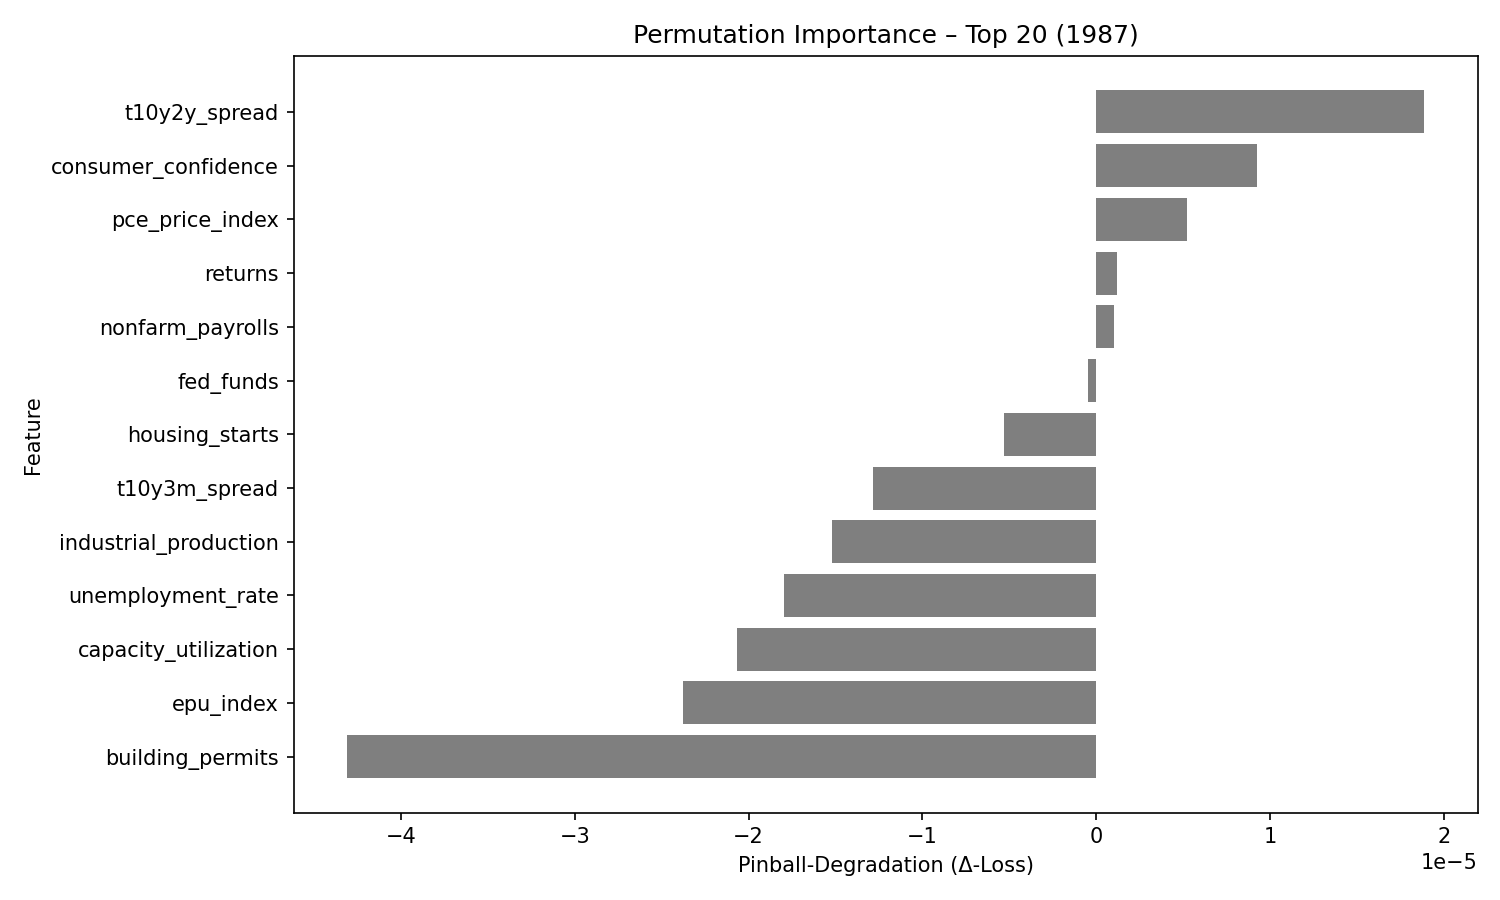 Permutation Importance – Top 20 (1987)
Feature
t10y2y_spread
consumer_confidence
pce_price_index
returns
nonfarm_payrolls
fed_funds
housing_starts
t10y3m_spread
industrial_production
unemployment_rate
capacity_utilization
epu_index
building_permits
−4 −3 −2 −1 0 1 2
1e−5
Pinball-Degradation (Δ-Loss)